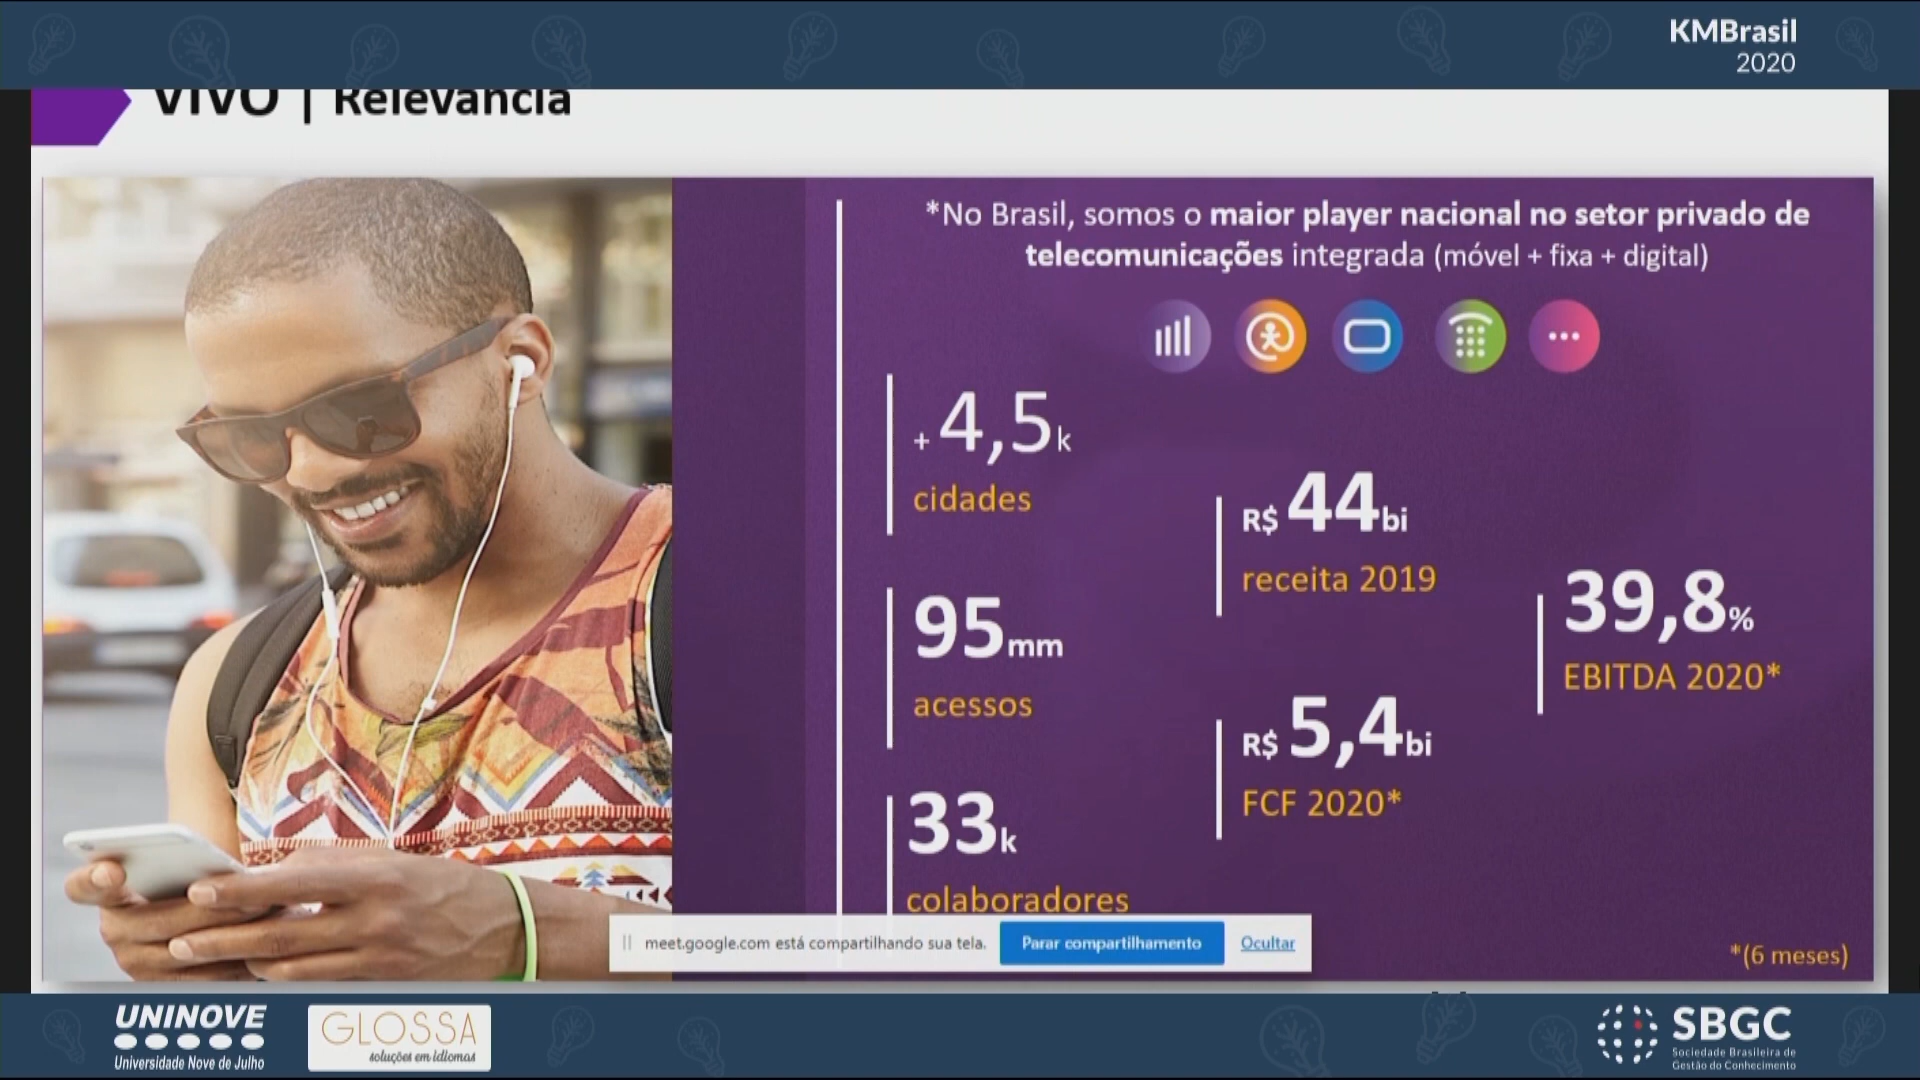 KMBrasil
2020
VIVO | Relevância
*No Brasil, somos o maior player nacional no setor privado de
telecomunicações integrada (móvel + fixa + digital)
+ 4,5k
cidades
95mm
acessos
33k
colaboradores
R$ 44bi
receita 2019
R$ 5,4bi
FCF 2020*
39,8%
EBITDA 2020*
*(6 meses)
meet.google.com está compartilhando sua tela.
Parar compartilhamento
Ocultar
UNINOVE
Universidade Nove de Julho
GLOSSA
soluções em idiomas
SBGC
Sociedade Brasileira de
Gestão do Conhecimento